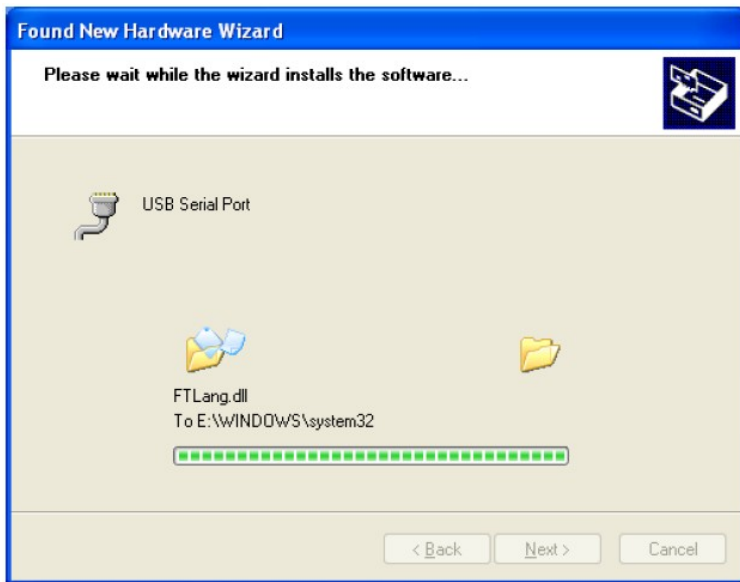 Found New Hardware Wizard
Please wait while the wizard installs the software...
USB Serial Port
FTLang.dll
To E:\WINDOWS\system32
< Back
Next >
Cancel